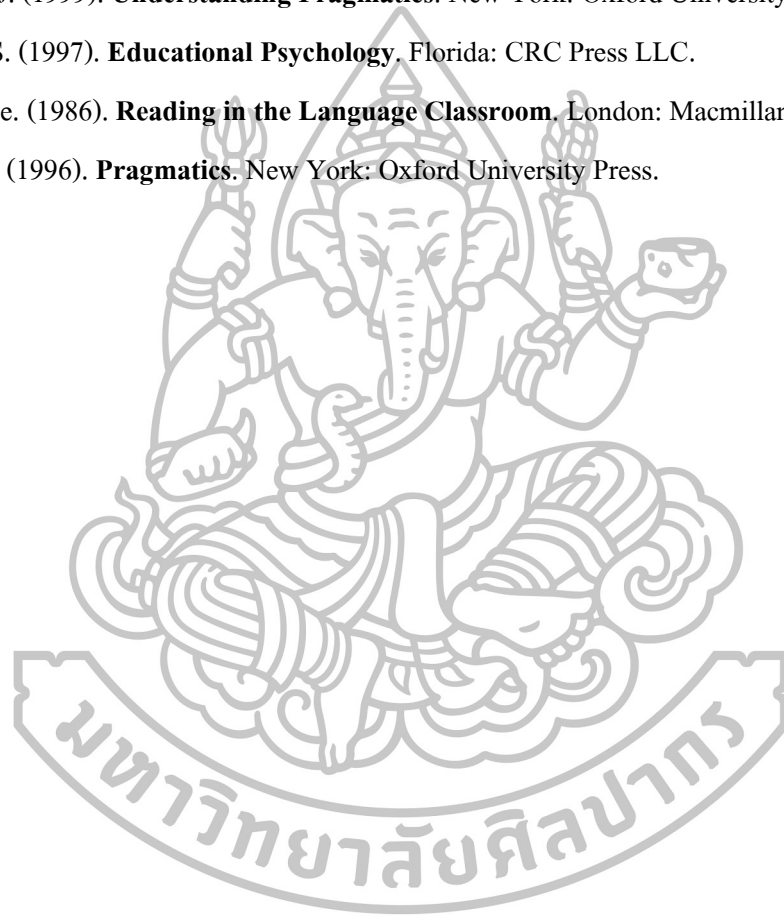 J. (1999). Understanding Pragmatics. New York: Oxford University
S. (1997). Educational Psychology. Florida: CRC Press LLC.
e. (1986). Reading in the Language Classroom. London: Macmillan
(1996). Pragmatics. New York: Oxford University Press.
มหาวิทยาลัยศิลปากร